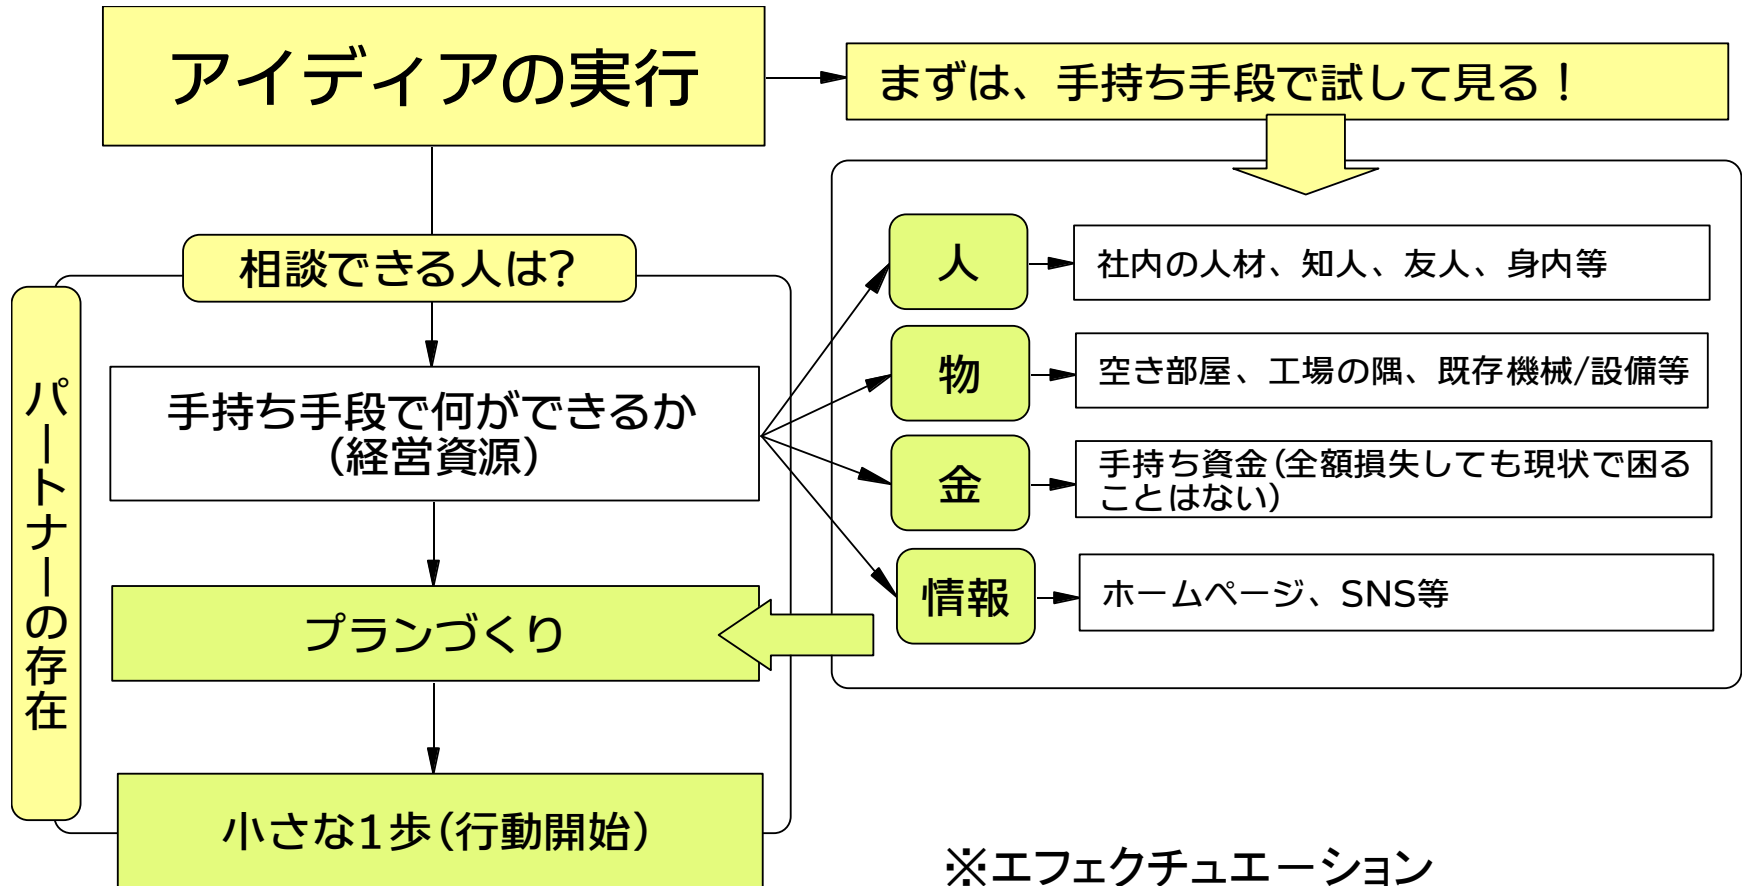 アイディアの実行
まずは、手持ち手段で試して見る！
相談できる人は?
パートナーの存在
手持ち手段で何ができるか
（経営資源）
プランづくり
小さな1歩（行動開始）
人
社内の人材、知人、友人、身内等
物
空き部屋、工場の隅、既存機械/設備等
金
手持ち資金（全額損失しても現状で困る
ことはない）
情報
ホームページ、SNS等
※エフェクチュエーション